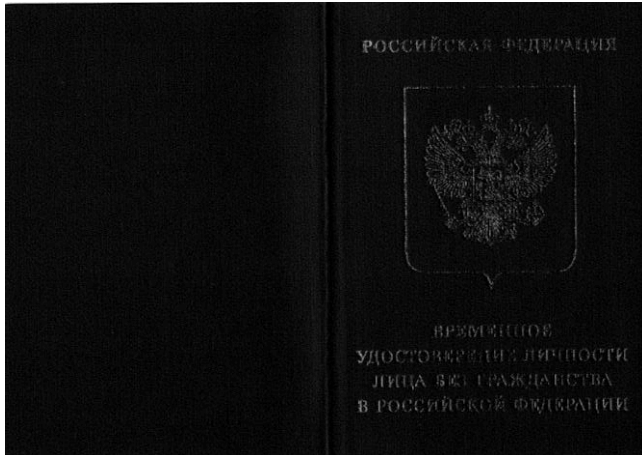 РОССИЙСКАЯ ФЕДЕРАЦИЯ
ВРЕМЕННОЕ
УДОСТОВЕРЕНИЕ ЛИЧНОСТИ
ЛИЦА БЕЗ ГРАЖДАНСТВА
В РОССИЙСКОЙ ФЕДЕРАЦИИ